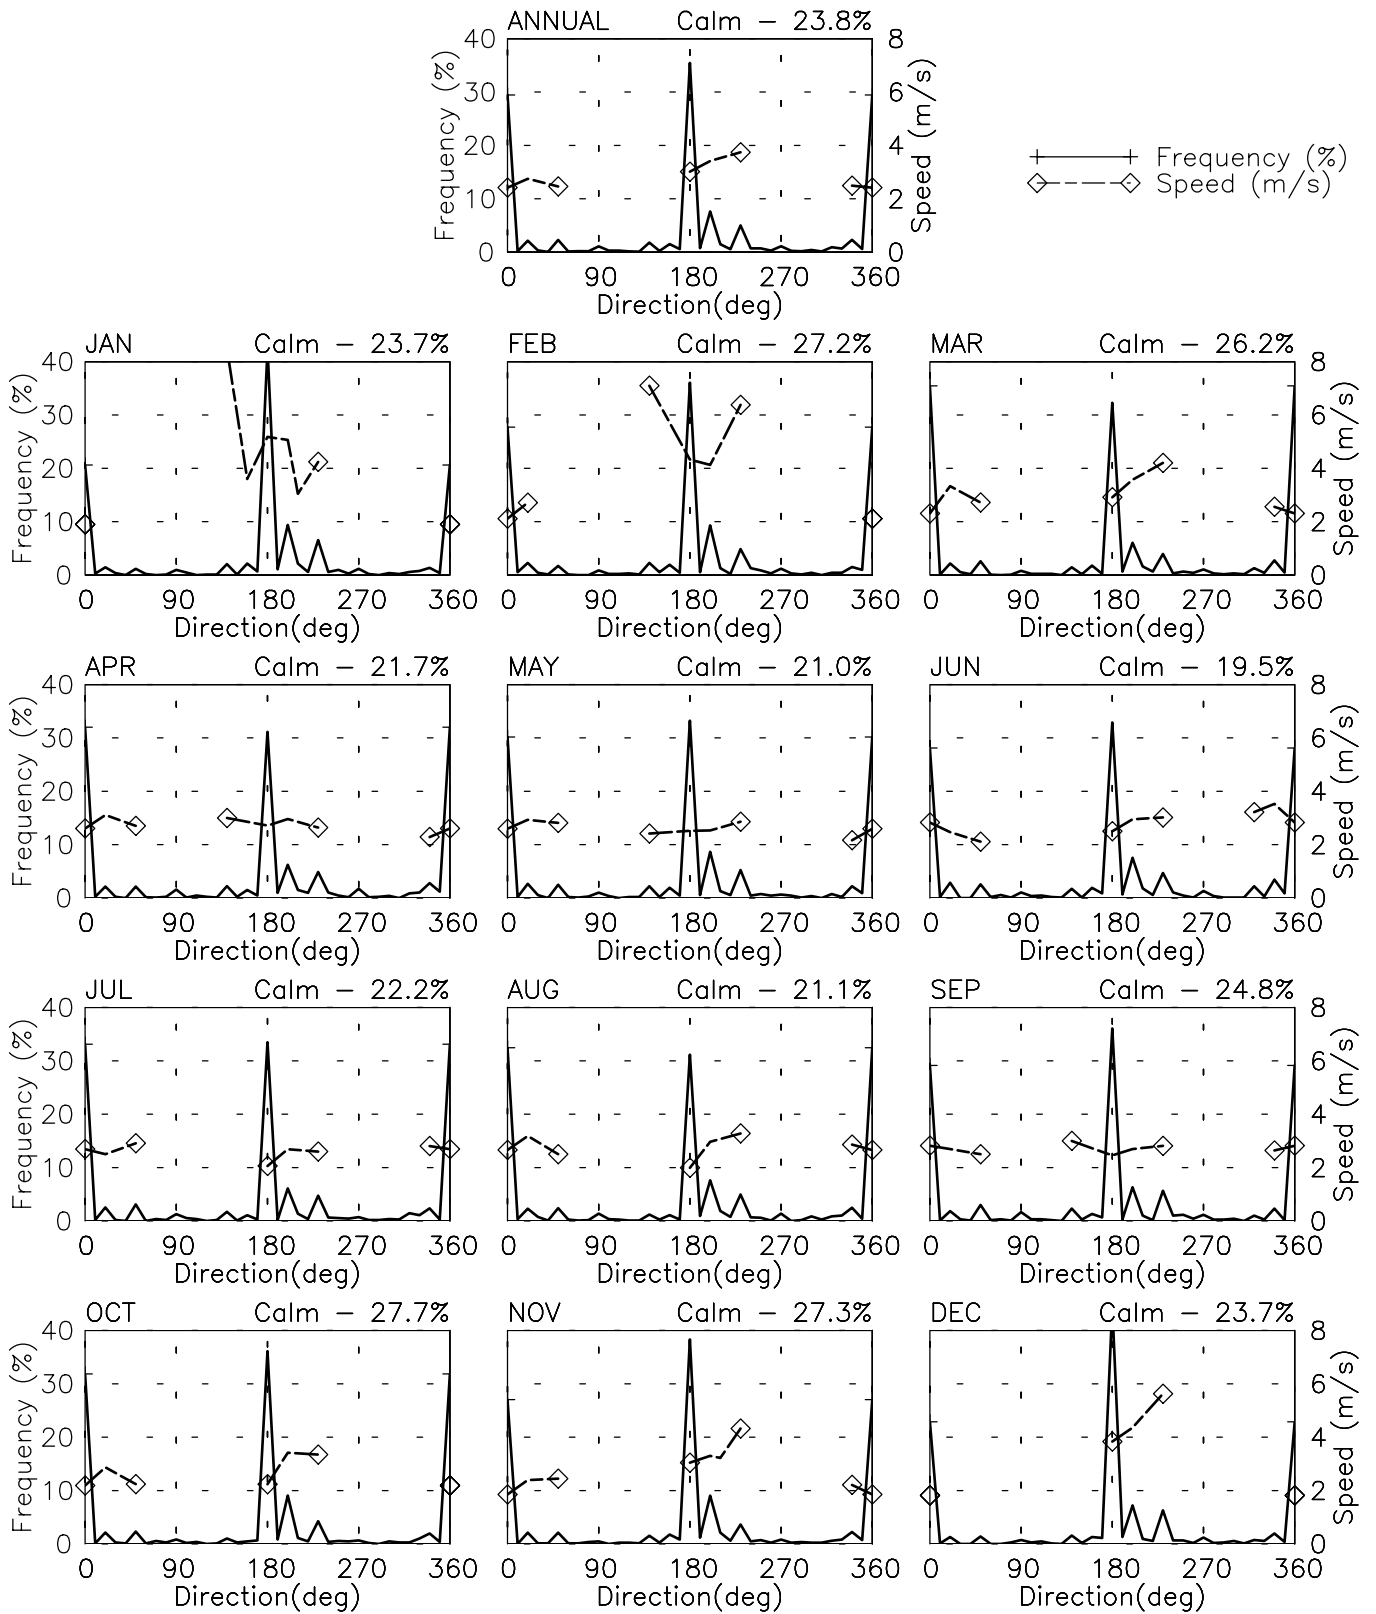 ANNUAL Calm – 23.8%
40 8
30 6
20 4
10 2
0 0
0 90 180 270 360
Direction(deg)
Frequency (%)
Speed (m/s)
Frequency (%)
Speed (m/s)
JAN Calm – 23.7% FEB Calm – 27.2% MAR Calm – 26.2%
40 8
30 6
20 4
10 2
0 0
0 90 180 270 360 0 90 180 270 360 0 90 180 270 360
Direction(deg) Direction(deg) Direction(deg)
Frequency (%)
Speed (m/s)
APR Calm – 21.7% MAY Calm – 21.0% JUN Calm – 19.5%
40 8
30 6
20 4
10 2
0 0
0 90 180 270 360 0 90 180 270 360 0 90 180 270 360
Direction(deg) Direction(deg) Direction(deg)
Frequency (%)
Speed (m/s)
JUL Calm – 22.2% AUG Calm – 21.1% SEP Calm – 24.8%
40 8
30 6
20 4
10 2
0 0
0 90 180 270 360 0 90 180 270 360 0 90 180 270 360
Direction(deg) Direction(deg) Direction(deg)
Frequency (%)
Speed (m/s)
OCT Calm – 27.7% NOV Calm – 27.3% DEC Calm – 23.7%
40 8
30 6
20 4
10 2
0 0
0 90 180 270 360 0 90 180 270 360 0 90 180 270 360
Direction(deg) Direction(deg) Direction(deg)
Frequency (%)
Speed (m/s)